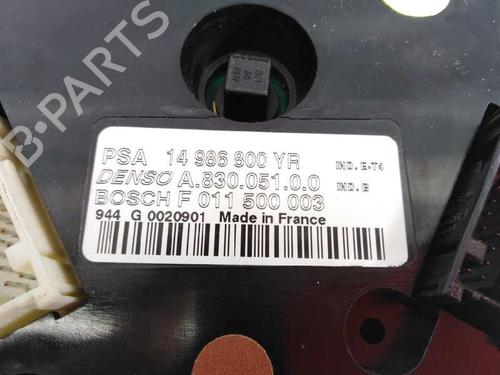 B-PARTS
PSA 14 986 800 YR IND.E-T4
DENSO A.830.051.0.0 IND.B
BOSCH F 011 500 003
944 G 0020901 Made in France